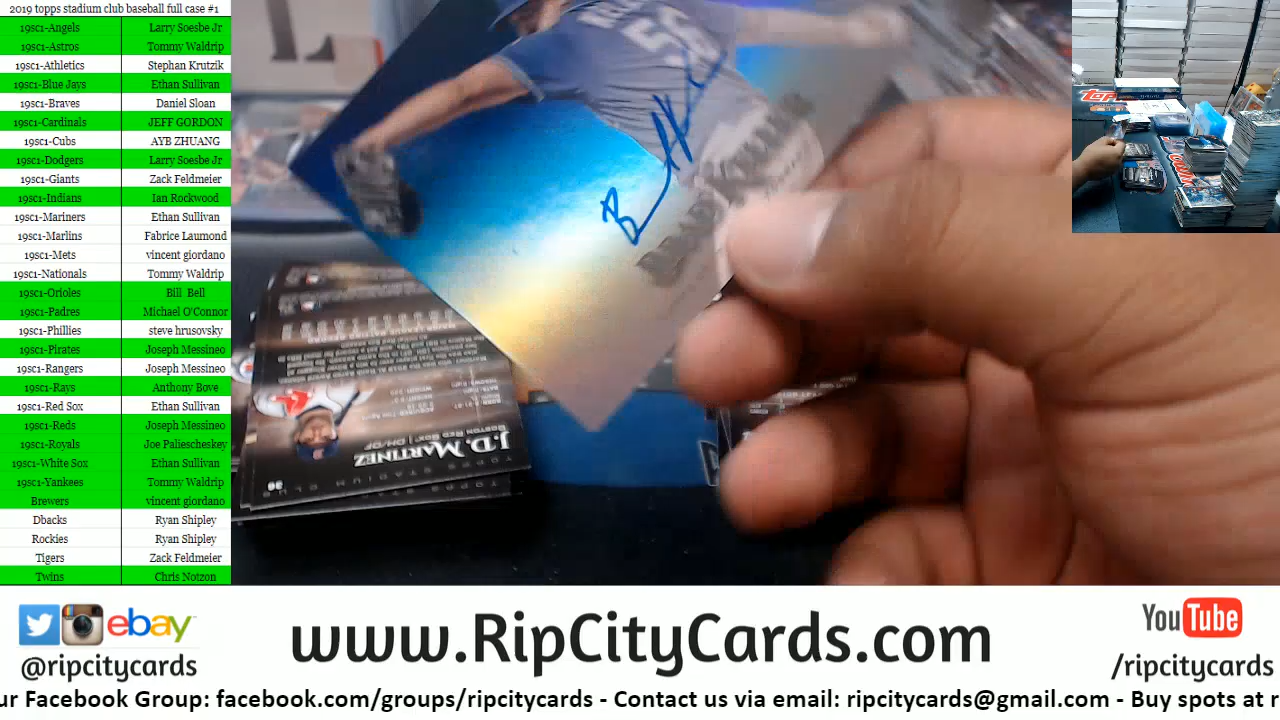 2019 topps stadium club baseball full case #1
19sc1-Angels Larry Soesbe Jr
19sc1-Astros Tommy Waldrip
19sc1-Athletics Stephan Krutzik
19sc1-Blue Jays Ethan Sullivan
19sc1-Braves Daniel Sloan
19sc1-Cardinals JEFF GORDON
19sc1-Cubs AYB ZHUANG
19sc1-Dodgers Larry Soesbe Jr
19sc1-Giants Zack Feldmeier
19sc1-Indians Ian Rockwood
19sc1-Mariners Ethan Sullivan
19sc1-Marlins Fabrice Laumond
19sc1-Mets vincent giordano
19sc1-Nationals Tommy Waldrip
19sc1-Orioles Bill Bell
19sc1-Padres Michael O'Connor
19sc1-Phillies steve hrusovsky
19sc1-Pirates Joseph Messineo
19sc1-Rangers Joseph Messineo
19sc1-Rays Anthony Bove
19sc1-Red Sox Ethan Sullivan
19sc1-Reds Joseph Messineo
19sc1-Royals Joe Paliescheskey
19sc1-White Sox Ethan Sullivan
19sc1-Yankees Tommy Waldrip
Brewers vincent giordano
Dbacks Ryan Shipley
Rockies Ryan Shipley
Tigers Zack Feldmeier
Twins Chris Notzon
J.D. MARTINEZ
BOSTON RED SOX | DH/OF
TOPPS STADIUM CLUB
ebay
@ripcitycards
www.RipCityCards.com
YouTube
/ripcitycards
ur Facebook Group: facebook.com/groups/ripcitycards - Contact us via email: ripcitycards@gmail.com - Buy spots at